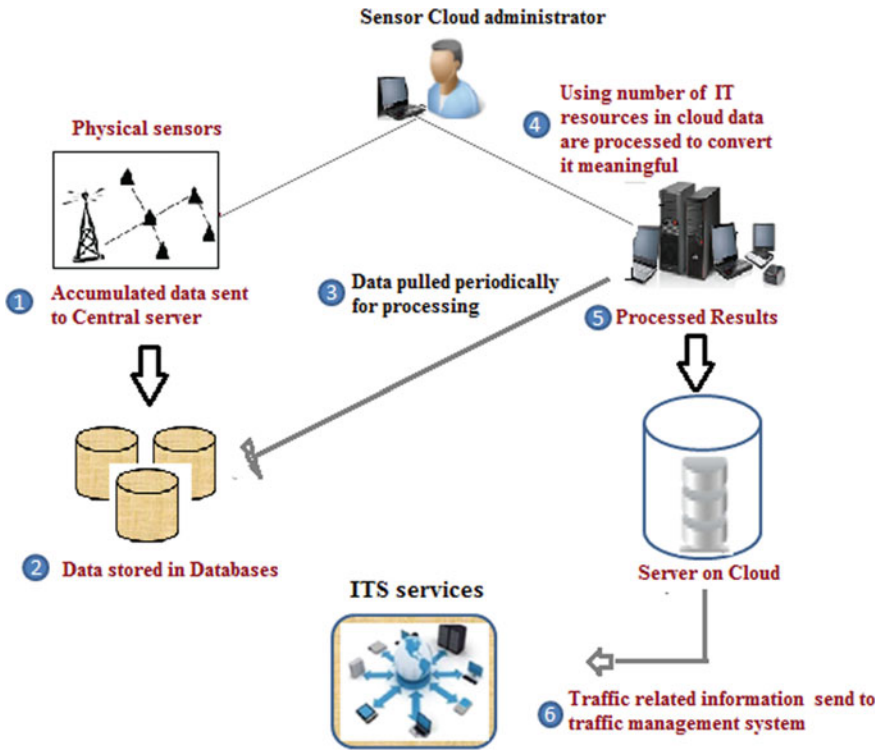 Sensor Cloud administrator
Physical sensors
4
Using number of IT
resources in cloud data
are processed to convert
it meaningful
1
Accumulated data sent
to Central server
3
Data pulled periodically
for processing
5
Processed Results
2
Data stored in Databases
Server on Cloud
ITS services
6
Traffic related information send to
traffic management system